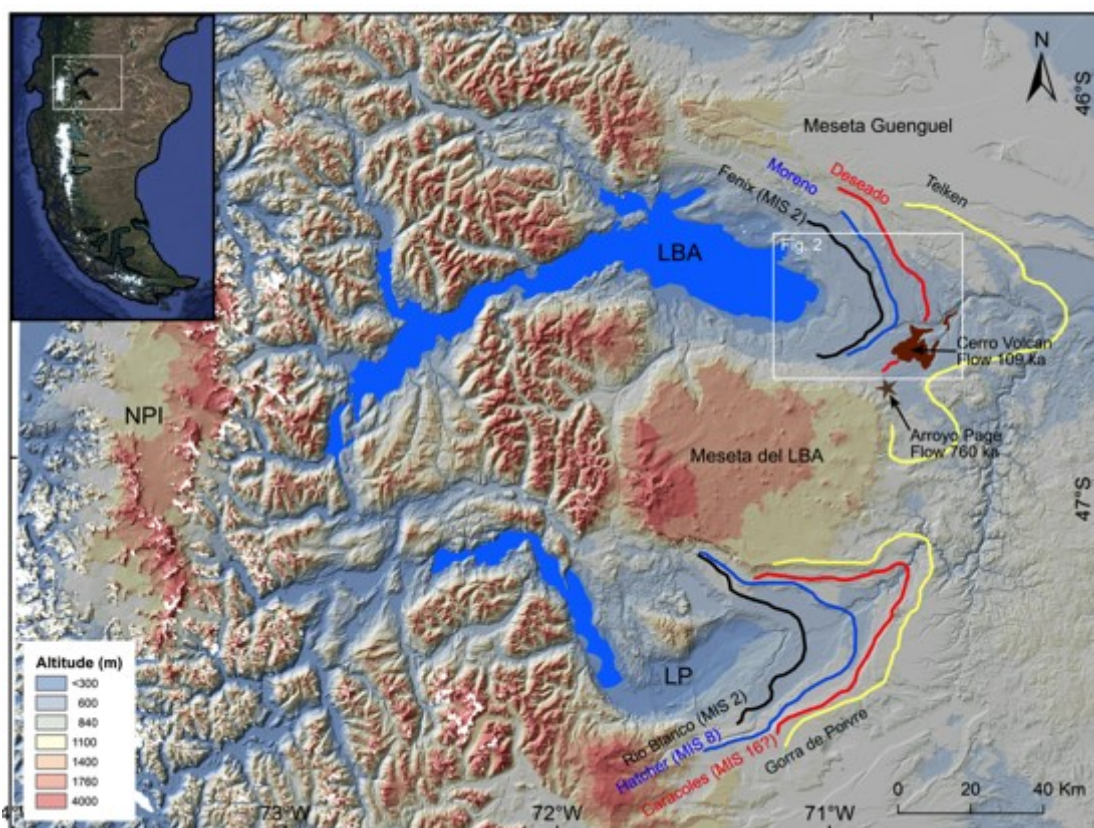 N
46°S
Meseta Guenguel
Moreno
Deseado
Telken
Fenix (MIS 2)
Fig. 2
LBA
Cerro Volcan
Flow 109 Ka
NPI
Arroyo Page
Flow 760 ka
Meseta del LBA
47°S
LP
Altitude (m)
<300
600
840
1100
1400
1760
4000
Rio Blanco (MIS 2)
Hatcher (MIS 8)
Caracoles [MIS 16?)
Gorra de Poivre
73°W
72°W
71°W
0 20 40 Km